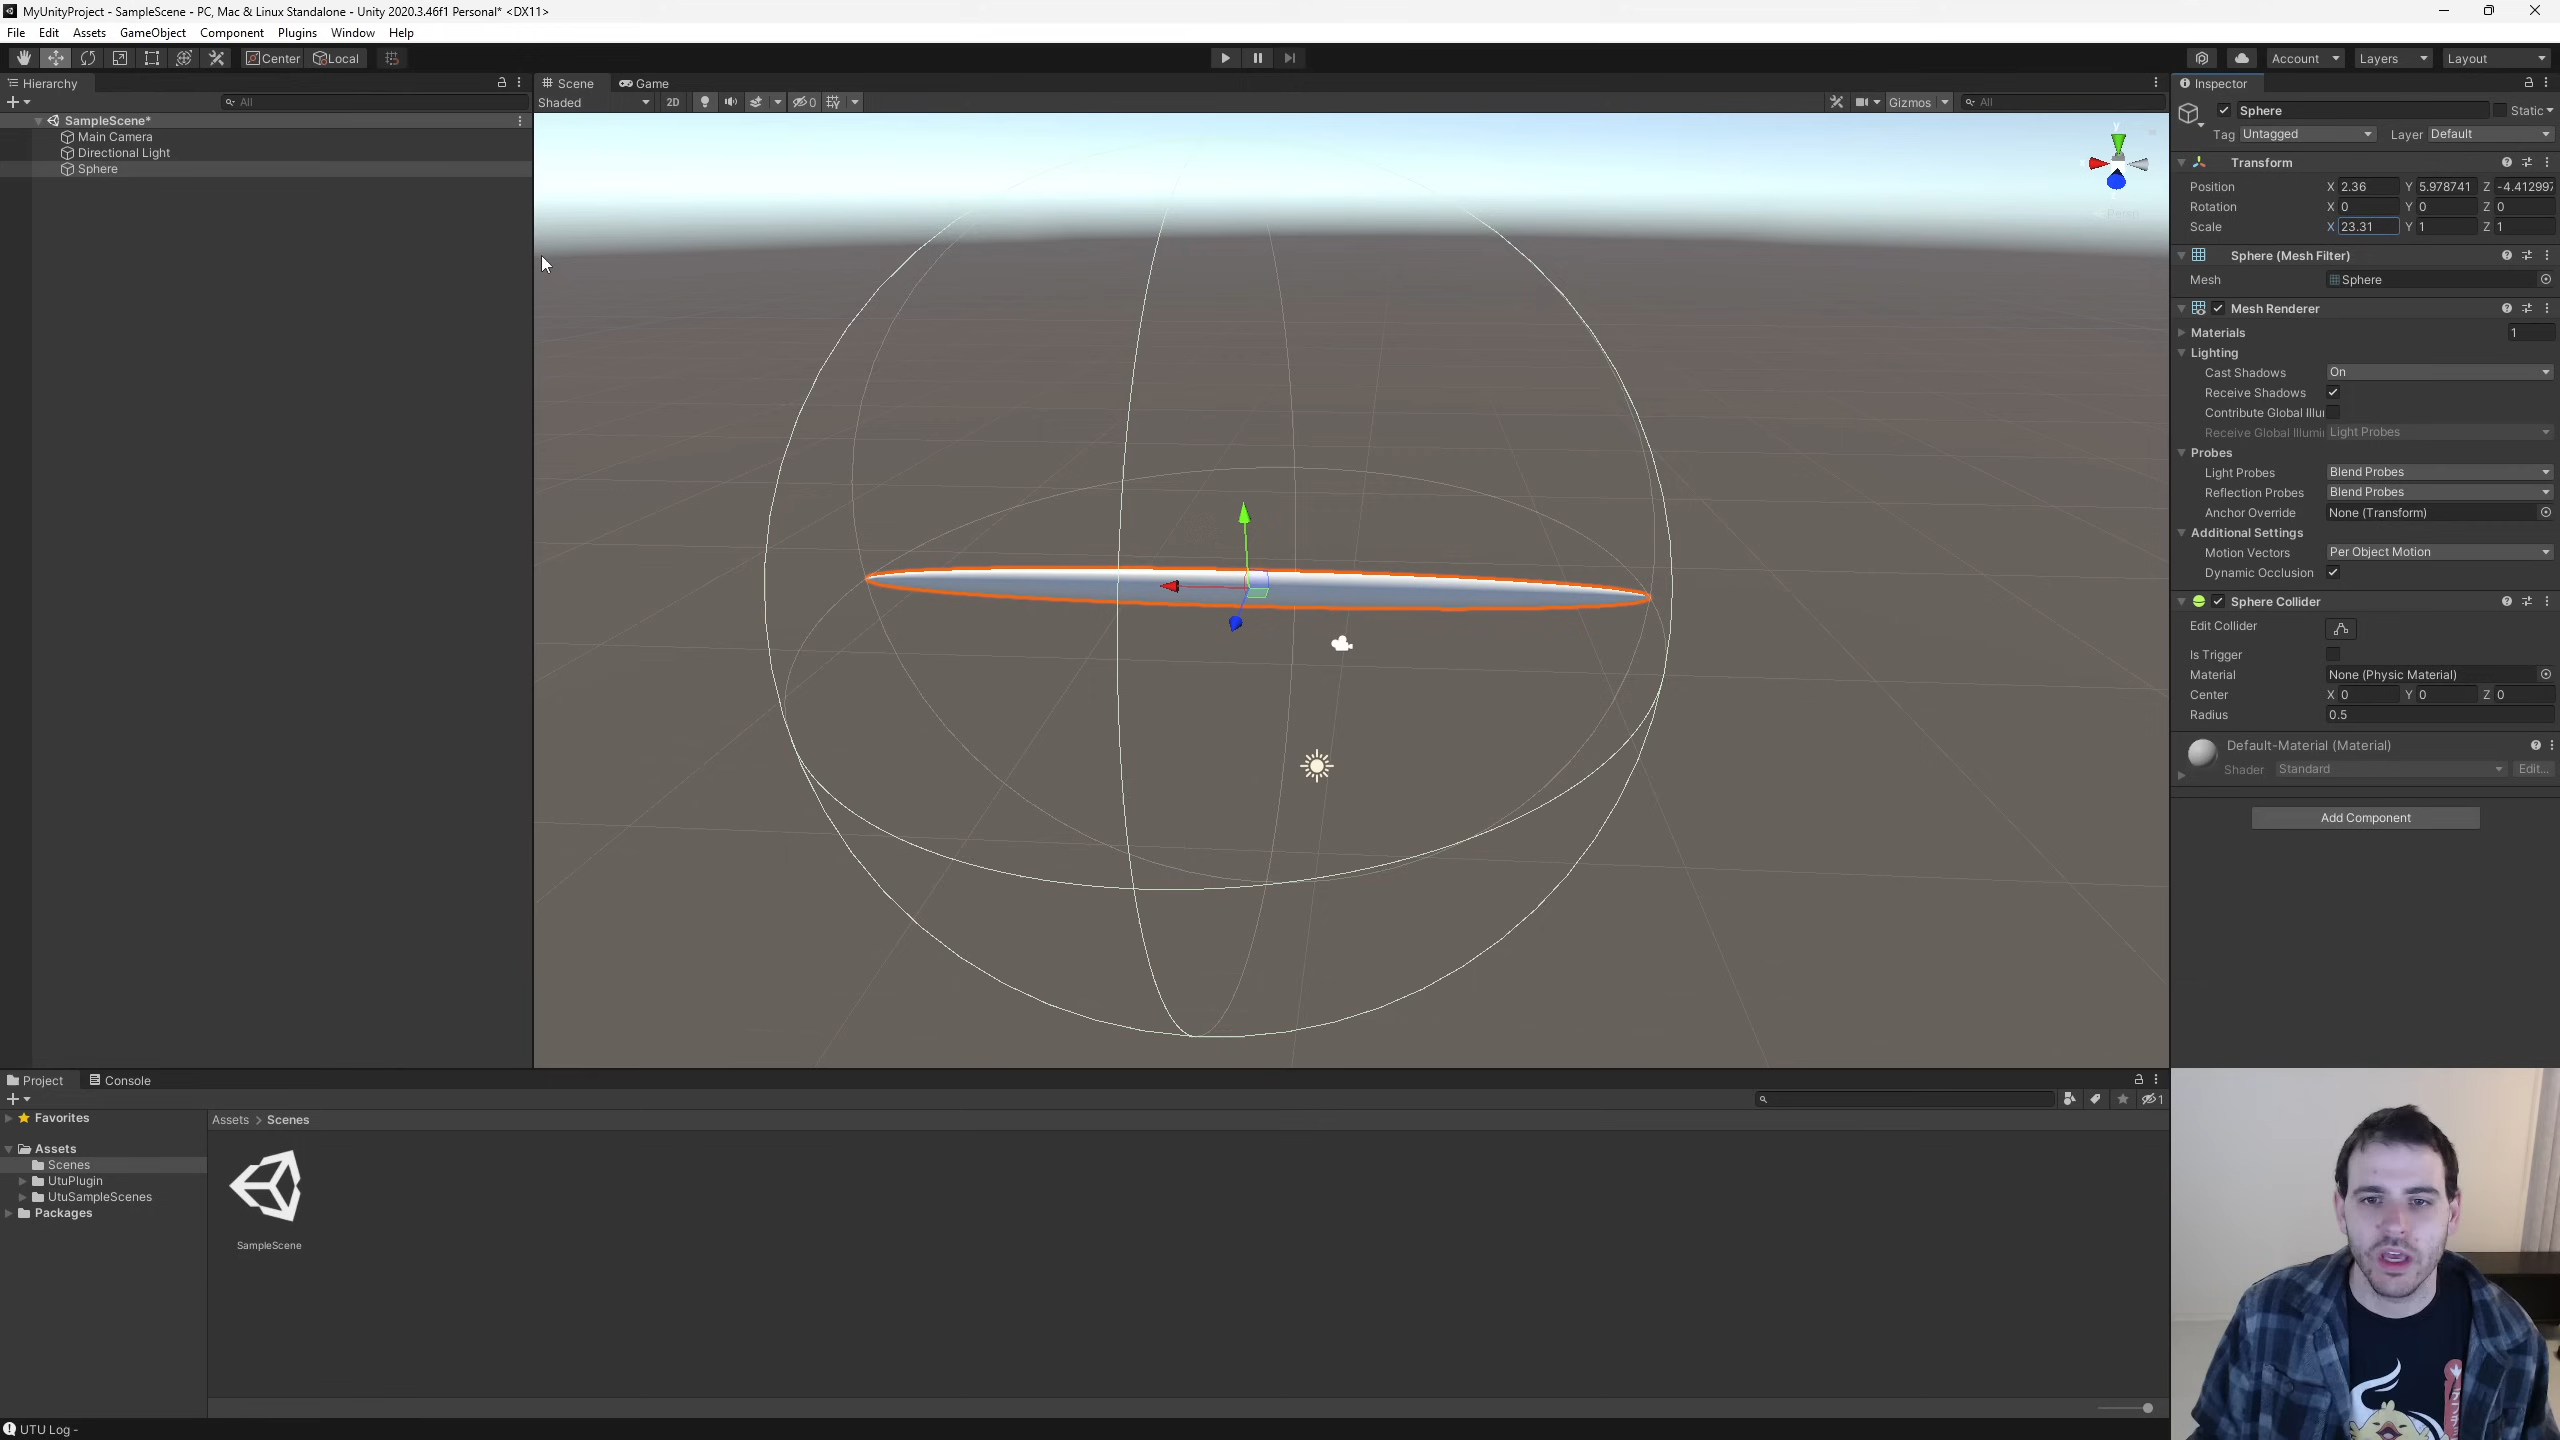 MyUnityProject - SampleScene - PC, Mac & Linux Standalone - Unity 2020.3.46f1 Personal* <DX11>
File Edit Assets GameObject Component Plugins Window Help
Center Local
Account Layers Layout
Hierarchy
All
SampleScene*
Main Camera
Directional Light
Sphere
Scene Game
Shaded 2D 0 Gizmos All
y
x
Persp
Inspector
Sphere Static
Tag Untagged Layer Default
Transform
Position X 2.36 Y 5.978741 Z -4.412997
Rotation X 0 Y 0 Z 0
Scale X 23.31 Y 1 Z 1
Sphere (Mesh Filter)
Mesh Sphere
Mesh Renderer
Materials 1
Lighting
Cast Shadows On
Receive Shadows
Contribute Global Illu
Receive Global Illumi Light Probes
Probes
Light Probes Blend Probes
Reflection Probes Blend Probes
Anchor Override None (Transform)
Additional Settings
Motion Vectors Per Object Motion
Dynamic Occlusion
Sphere Collider
Edit Collider
Is Trigger
Material None (Physic Material)
Center X 0 Y 0 Z 0
Radius 0.5
Default-Material (Material)
Shader Standard Edit...
Add Component
Project Console
1
Favorites
Assets
Scenes
UtuPlugin
UtuSampleScenes
Packages
Assets > Scenes
SampleScene
UTU Log -